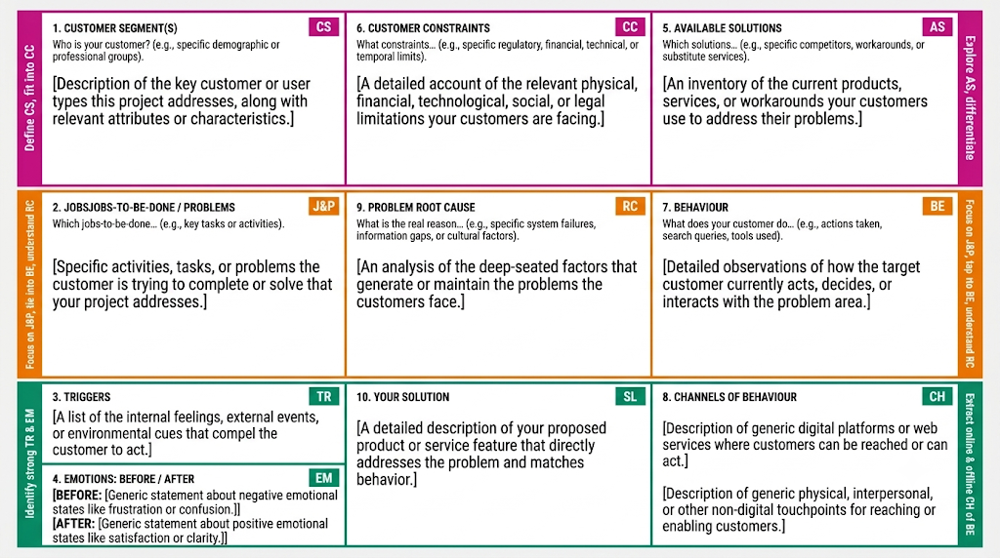 Define CS, fit into CC
1. CUSTOMER SEGMENT(S)
CS
Who is your customer? (e.g., specific demographic or
professional groups).
[Description of the key customer or user
types this project addresses, along with
relevant attributes or characteristics.]
6. CUSTOMER CONSTRAINTS
CC
What constraints... (e.g., specific regulatory, financial, technical, or
temporal limits).
[A detailed account of the relevant physical,
financial, technological, social, or legal
limitations your customers are facing.]
5. AVAILABLE SOLUTIONS
AS
Which solutions... (e.g., specific competitors, workarounds, or
substitute services).
[An inventory of the current products,
services, or workarounds your customers
use to address their problems.]
Explore AS, differentiate
Focus on J&P, tie into BE, understand RC
2. JOBSJOBS-TO-BE-DONE / PROBLEMS
J&P
Which jobs-to-be-done... (e.g., key tasks or activities).
[Specific activities, tasks, or problems the
customer is trying to complete or solve that
your project addresses.]
9. PROBLEM ROOT CAUSE
RC
What is the real reason... (e.g., specific system failures,
information gaps, or cultural factors).
[An analysis of the deep-seated factors that
generate or maintain the problems the
customers face.]
7. BEHAVIOUR
BE
What does your customer do... (e.g., actions taken,
search queries, tools used).
[Detailed observations of how the target
customer currently acts, decides, or
interacts with the problem area.]
Focus on J&P, tap BE, understand RC
Identify strong TR & EM
3. TRIGGERS
TR
[A list of the internal feelings, external events,
or environmental cues that compel the
customer to act.]
4. EMOTIONS: BEFORE / AFTER
EM
[BEFORE: [Generic statement about negative emotional
states like frustration or confusion.]]
[AFTER: [Generic statement about positive emotional
states like satisfaction or clarity.]]
10. YOUR SOLUTION
SL
[A detailed description of your proposed
product or service feature that directly
addresses the problem and matches
behavior.]
8. CHANNELS OF BEHAVIOUR
CH
[Description of generic digital platforms or web
services where customers can be reached or can
act.]
[Description of generic physical, interpersonal,
or other non-digital touchpoints for reaching or
enabling customers.]
Extract online & offline CH of BE